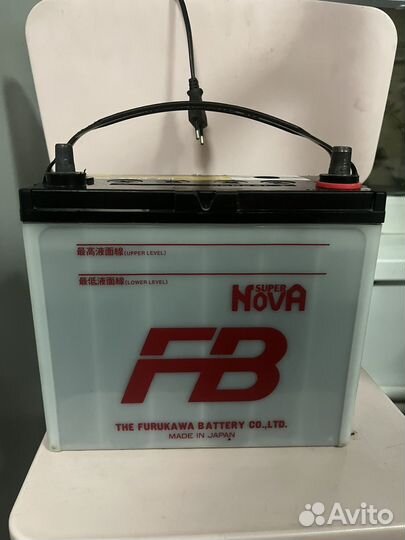 最高液面線(UPPER LEVEL)
最低液面線(LOWER LEVEL)
SUPER
NOVA
FB
THE FURUKAWA BATTERY CO.,LTD.
MADE IN JAPAN
Avito